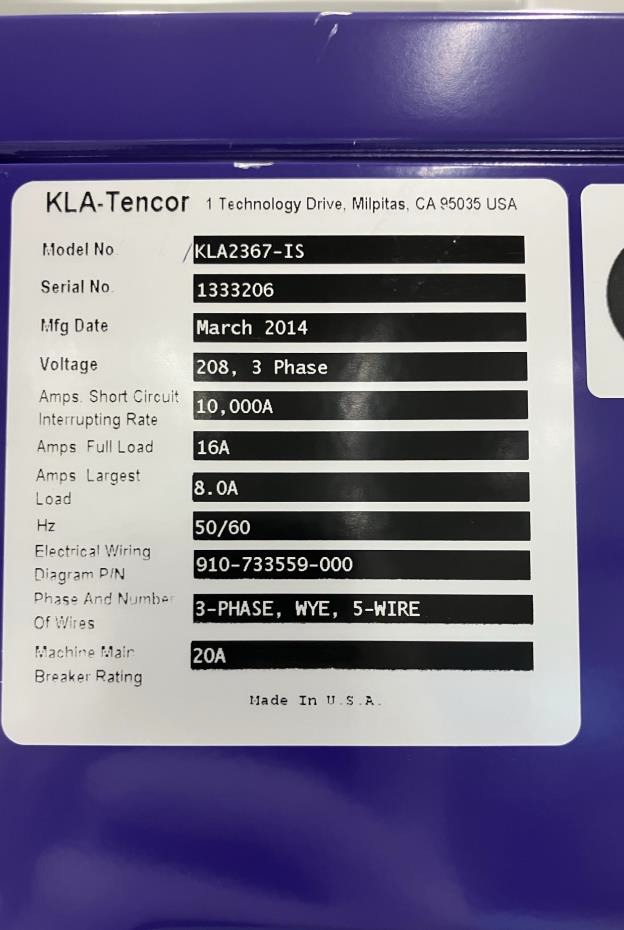 KLA-Tencor 1 Technology Drive, Milpitas, CA 95035 USA
Model No. KLA2367-IS
Serial No. 1333206
Mfg Date March 2014
Voltage 208, 3 Phase
Amps. Short Circuit
Interrupting Rate 10,000A
Amps Full Load 16A
Amps Largest
Load 8.0A
Hz 50/60
Electrical Wiring
Diagram P/N 910-733559-000
Phase And Number
Of Wires 3-PHASE, WYE, 5-WIRE
Machine Main
Breaker Rating 20A
Made In U.S.A.